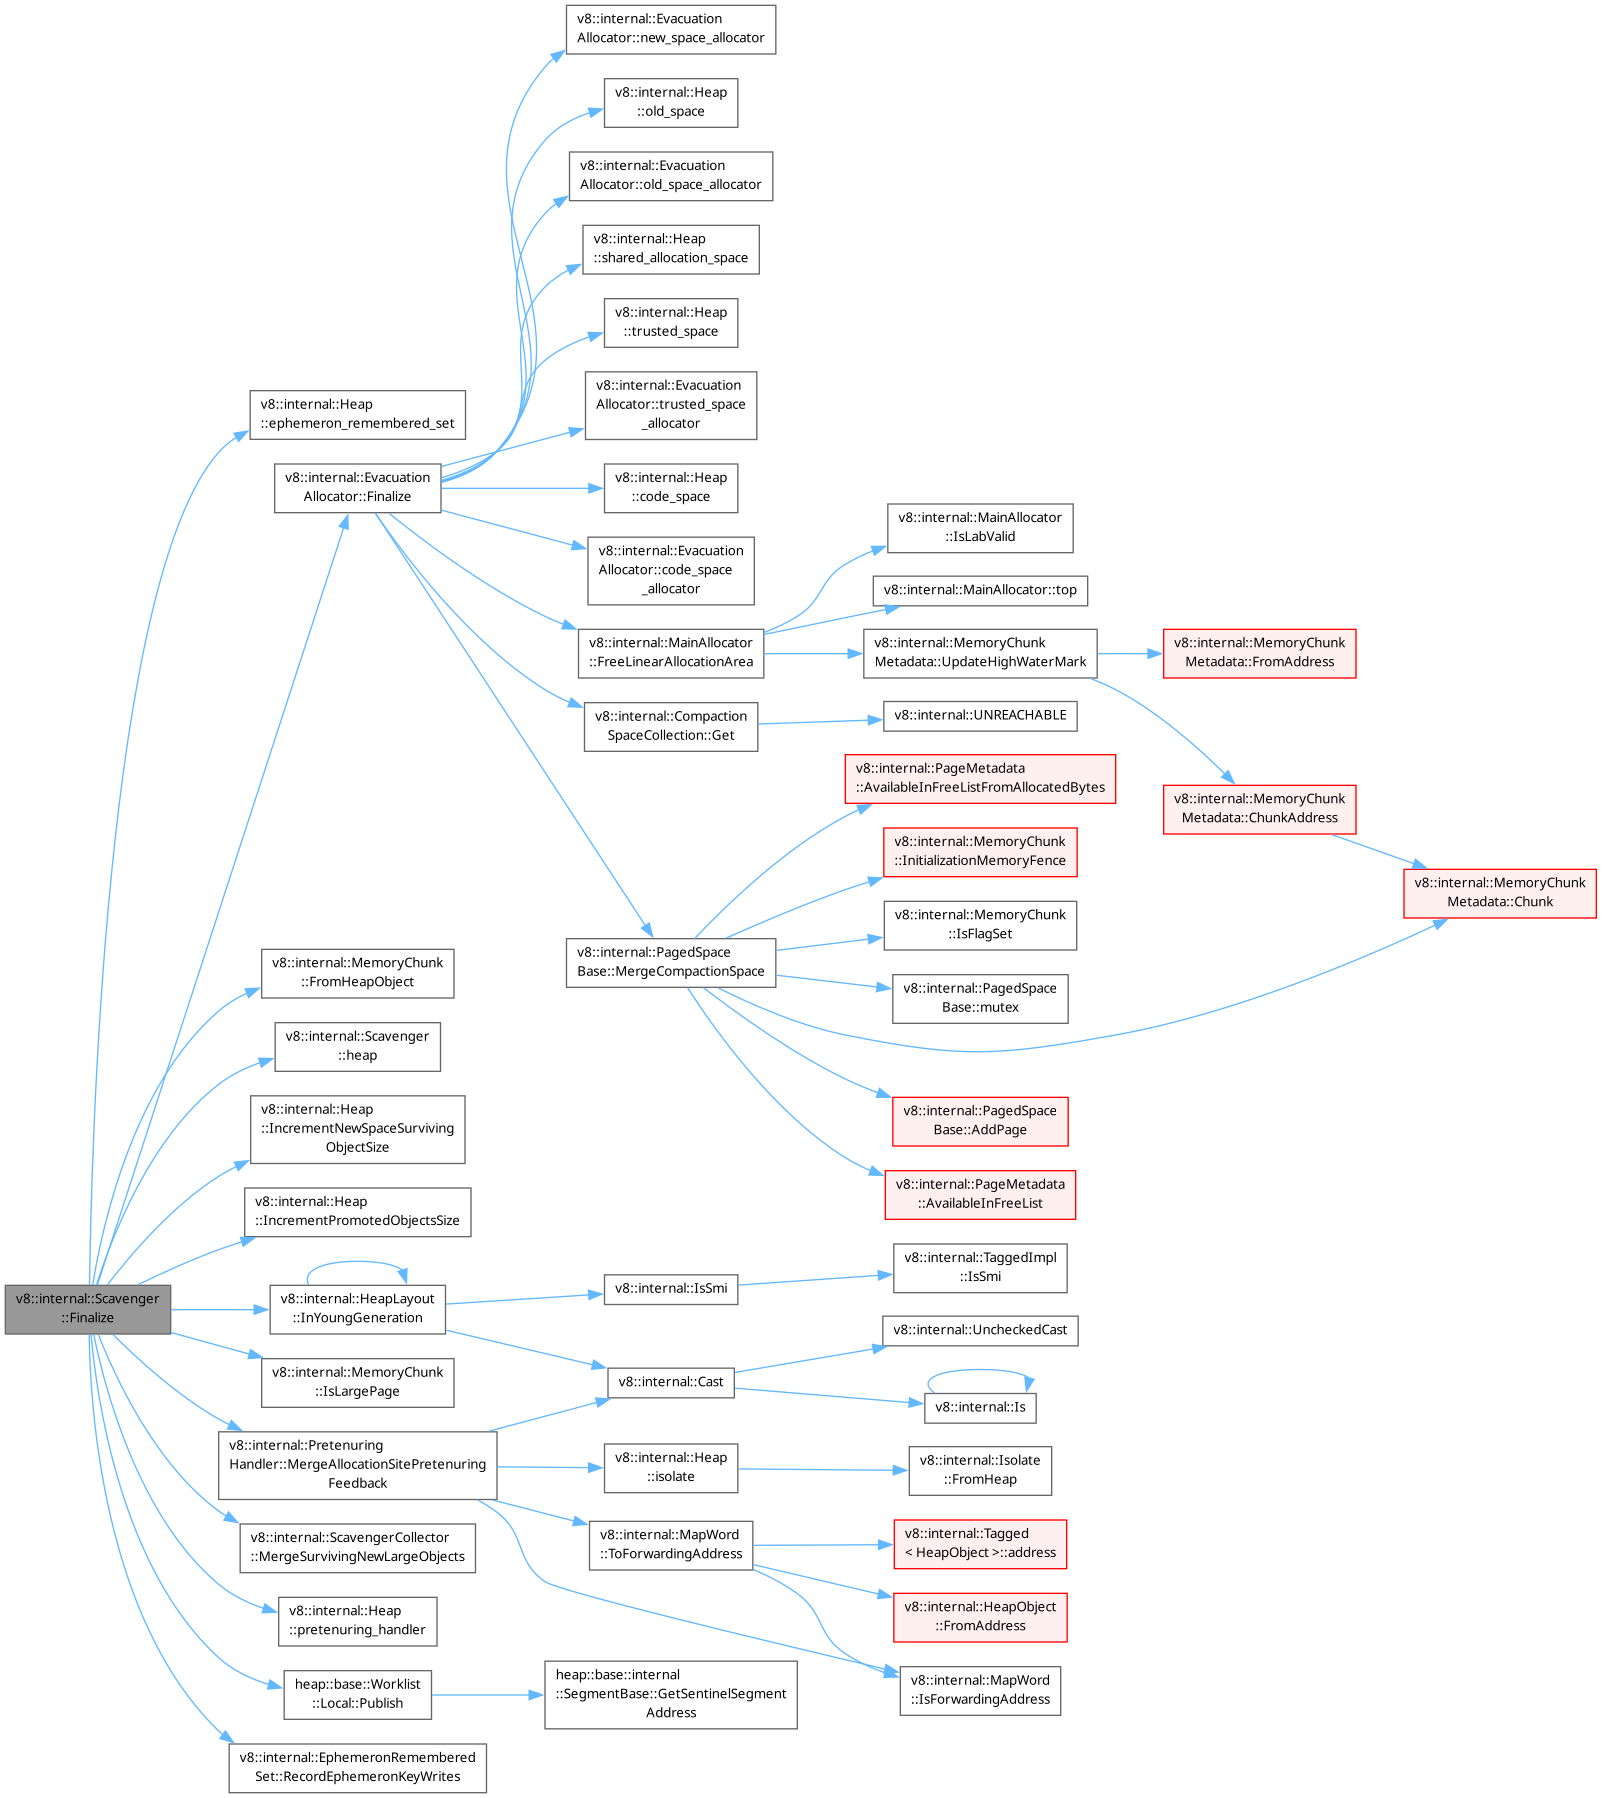 v8::internal::Evacuation
Allocator::new_space_allocator
v8::internal::Heap
::old_space
v8::internal::Evacuation
Allocator::old_space_allocator
v8::internal::Heap
::shared_allocation_space
v8::internal::Heap
::trusted_space
v8::internal::Evacuation
Allocator::trusted_space
_allocator
v8::internal::Heap
::ephemeron_remembered_set
v8::internal::Evacuation
Allocator::Finalize
v8::internal::Heap
::code_space
v8::internal::Evacuation
Allocator::code_space
_allocator
v8::internal::MainAllocator
::IsLabValid
v8::internal::MainAllocator::top
v8::internal::MainAllocator
::FreeLinearAllocationArea
v8::internal::MemoryChunk
Metadata::UpdateHighWaterMark
v8::internal::MemoryChunk
Metadata::FromAddress
v8::internal::Compaction
SpaceCollection::Get
v8::internal::UNREACHABLE
v8::internal::PageMetadata
::AvailableInFreeListFromAllocatedBytes
v8::internal::MemoryChunk
Metadata::ChunkAddress
v8::internal::MemoryChunk
::InitializationMemoryFence
v8::internal::MemoryChunk
Metadata::Chunk
v8::internal::MemoryChunk
::IsFlagSet
v8::internal::PagedSpace
Base::MergeCompactionSpace
v8::internal::PagedSpace
Base::mutex
v8::internal::MemoryChunk
::FromHeapObject
v8::internal::Scavenger
::heap
v8::internal::PagedSpace
Base::AddPage
v8::internal::Heap
::IncrementNewSpaceSurviving
ObjectSize
v8::internal::PageMetadata
::AvailableInFreeList
v8::internal::Heap
::IncrementPromotedObjectsSize
v8::internal::Scavenger
::Finalize
v8::internal::HeapLayout
::InYoungGeneration
v8::internal::IsSmi
v8::internal::TaggedImpl
::IsSmi
v8::internal::MemoryChunk
::IsLargePage
v8::internal::Cast
v8::internal::UncheckedCast
v8::internal::Is
v8::internal::Pretenuring
Handler::MergeAllocationSitePretenuring
Feedback
v8::internal::Heap
::isolate
v8::internal::Isolate
::FromHeap
v8::internal::ScavengerCollector
::MergeSurvivingNewLargeObjects
v8::internal::MapWord
::ToForwardingAddress
v8::internal::Tagged
< HeapObject >::address
v8::internal::HeapObject
::FromAddress
v8::internal::Heap
::pretenuring_handler
v8::internal::MapWord
::IsForwardingAddress
heap::base::Worklist
::Local::Publish
heap::base::internal
::SegmentBase::GetSentinelSegment
Address
v8::internal::EphemeronRemembered
Set::RecordEphemeronKeyWrites